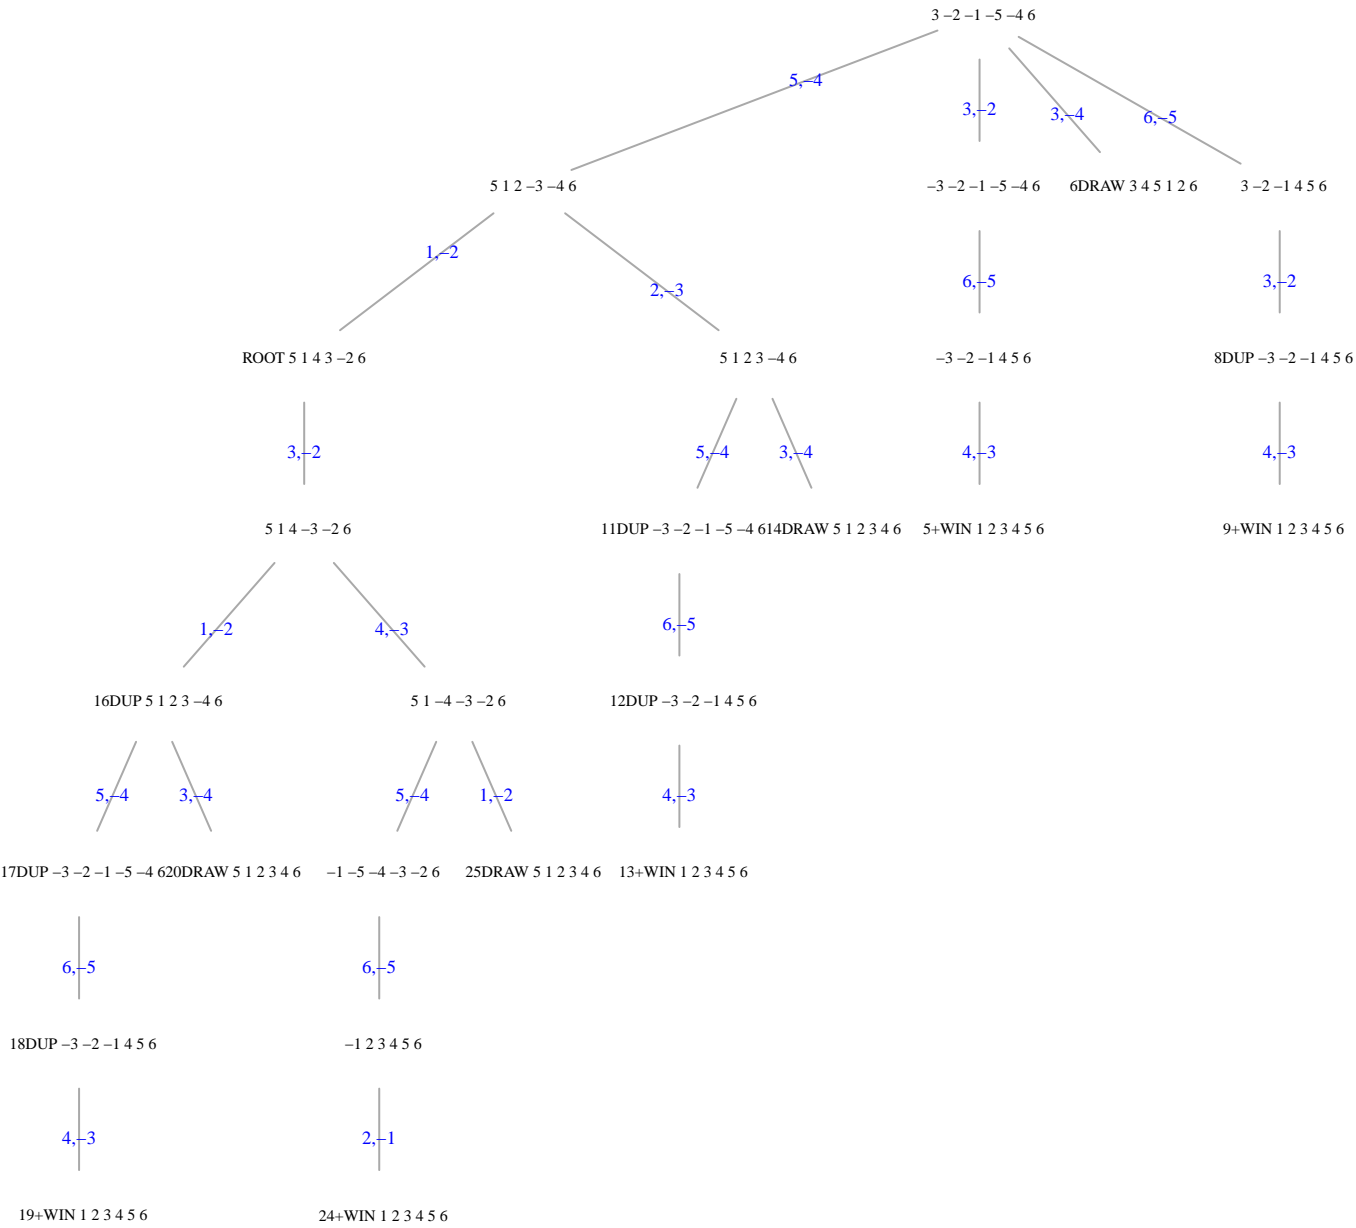 3 –2 –1 –5 –4 6
5,–4
3,–2
3,–4
6,–5
5 1 2 –3 –4 6
–3 –2 –1 –5 –4 6
6DRAW 3 4 5 1 2 6
3 –2 –1 4 5 6
1,–2
2,–3
6,–5
3,–2
ROOT 5 1 4 3 –2 6
5 1 2 3 –4 6
–3 –2 –1 4 5 6
8DUP –3 –2 –1 4 5 6
3,–2
5,–4
3,–4
4,–3
4,–3
5 1 4 –3 –2 6
11DUP –3 –2 –1 –5 –4 6
14DRAW 5 1 2 3 4 6
5+WIN 1 2 3 4 5 6
9+WIN 1 2 3 4 5 6
1,–2
4,–3
6,–5
16DUP 5 1 2 3 –4 6
5 1 –4 –3 –2 6
12DUP –3 –2 –1 4 5 6
5,–4
3,–4
5,–4
1,–2
4,–3
17DUP –3 –2 –1 –5 –4 6
20DRAW 5 1 2 3 4 6
–1 –5 –4 –3 –2 6
25DRAW 5 1 2 3 4 6
13+WIN 1 2 3 4 5 6
6,–5
6,–5
18DUP –3 –2 –1 4 5 6
–1 2 3 4 5 6
4,–3
2,–1
19+WIN 1 2 3 4 5 6
24+WIN 1 2 3 4 5 6